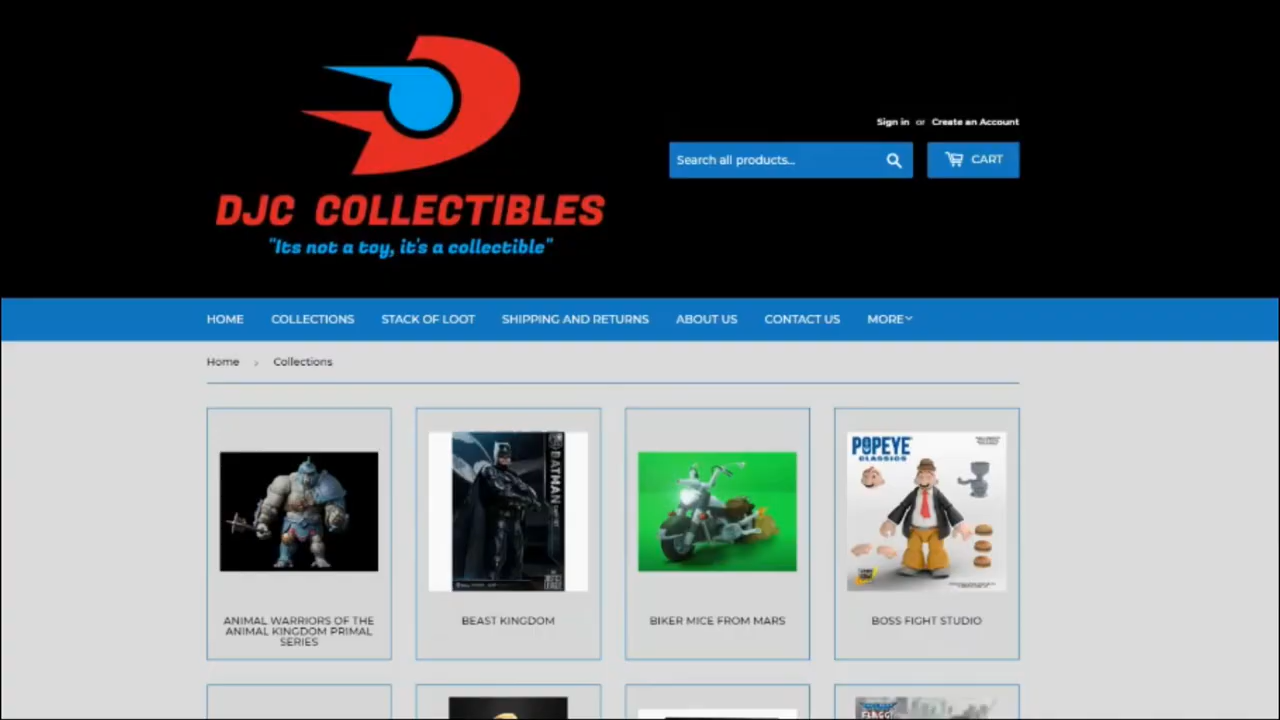 Sign in or Create an Account
Search all products...
CART
DJC COLLECTIBLES
"Its not a toy, it's a collectible"
HOME
COLLECTIONS
STACK OF LOOT
SHIPPING AND RETURNS
ABOUT US
CONTACT US
MORE
Home › Collections
BATMAN
POPEYE
CLASSICS
ANIMAL WARRIORS OF THE
ANIMAL KINGDOM PRIMAL
SERIES
BEAST KINGDOM
BIKER MICE FROM MARS
BOSS FIGHT STUDIO